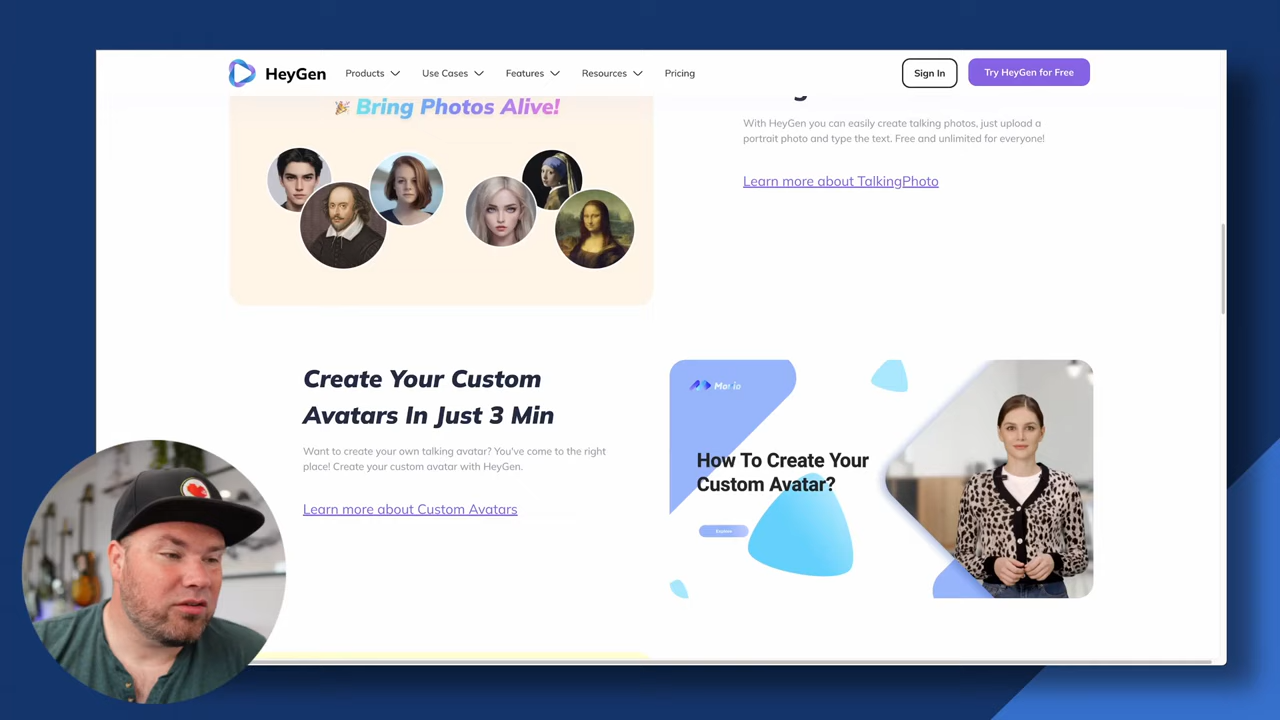 HeyGen
Products
Use Cases
Features
Resources
Pricing
Sign In
Try HeyGen for Free
Bring Photos Alive!
With HeyGen you can easily create talking photos, just upload a
portrait photo and type the text. Free and unlimited for everyone!
Learn more about TalkingPhoto
Create Your Custom
Avatars In Just 3 Min
Want to create your own talking avatar? You've come to the right
place! Create your custom avatar with HeyGen.
Learn more about Custom Avatars
How To Create Your
Custom Avatar?